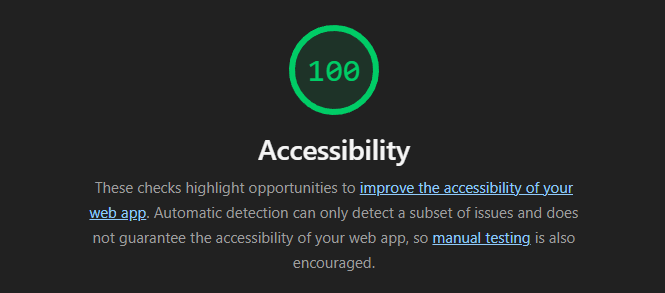 100
Accessibility
These checks highlight opportunities to improve the accessibility of your
web app. Automatic detection can only detect a subset of issues and does
not guarantee the accessibility of your web app, so manual testing is also
encouraged.